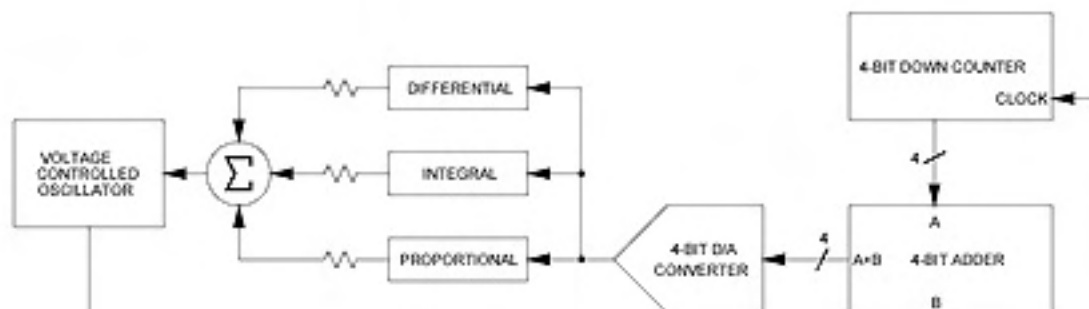 DIFFERENTIAL
INTEGRAL
PROPORTIONAL
VOLTAGE
CONTROLLED
OSCILLATOR
Σ
4-BIT D/A
CONVERTER
4
4-BIT DOWN COUNTER
CLOCK
4
A
A+B
4-BIT ADDER
B